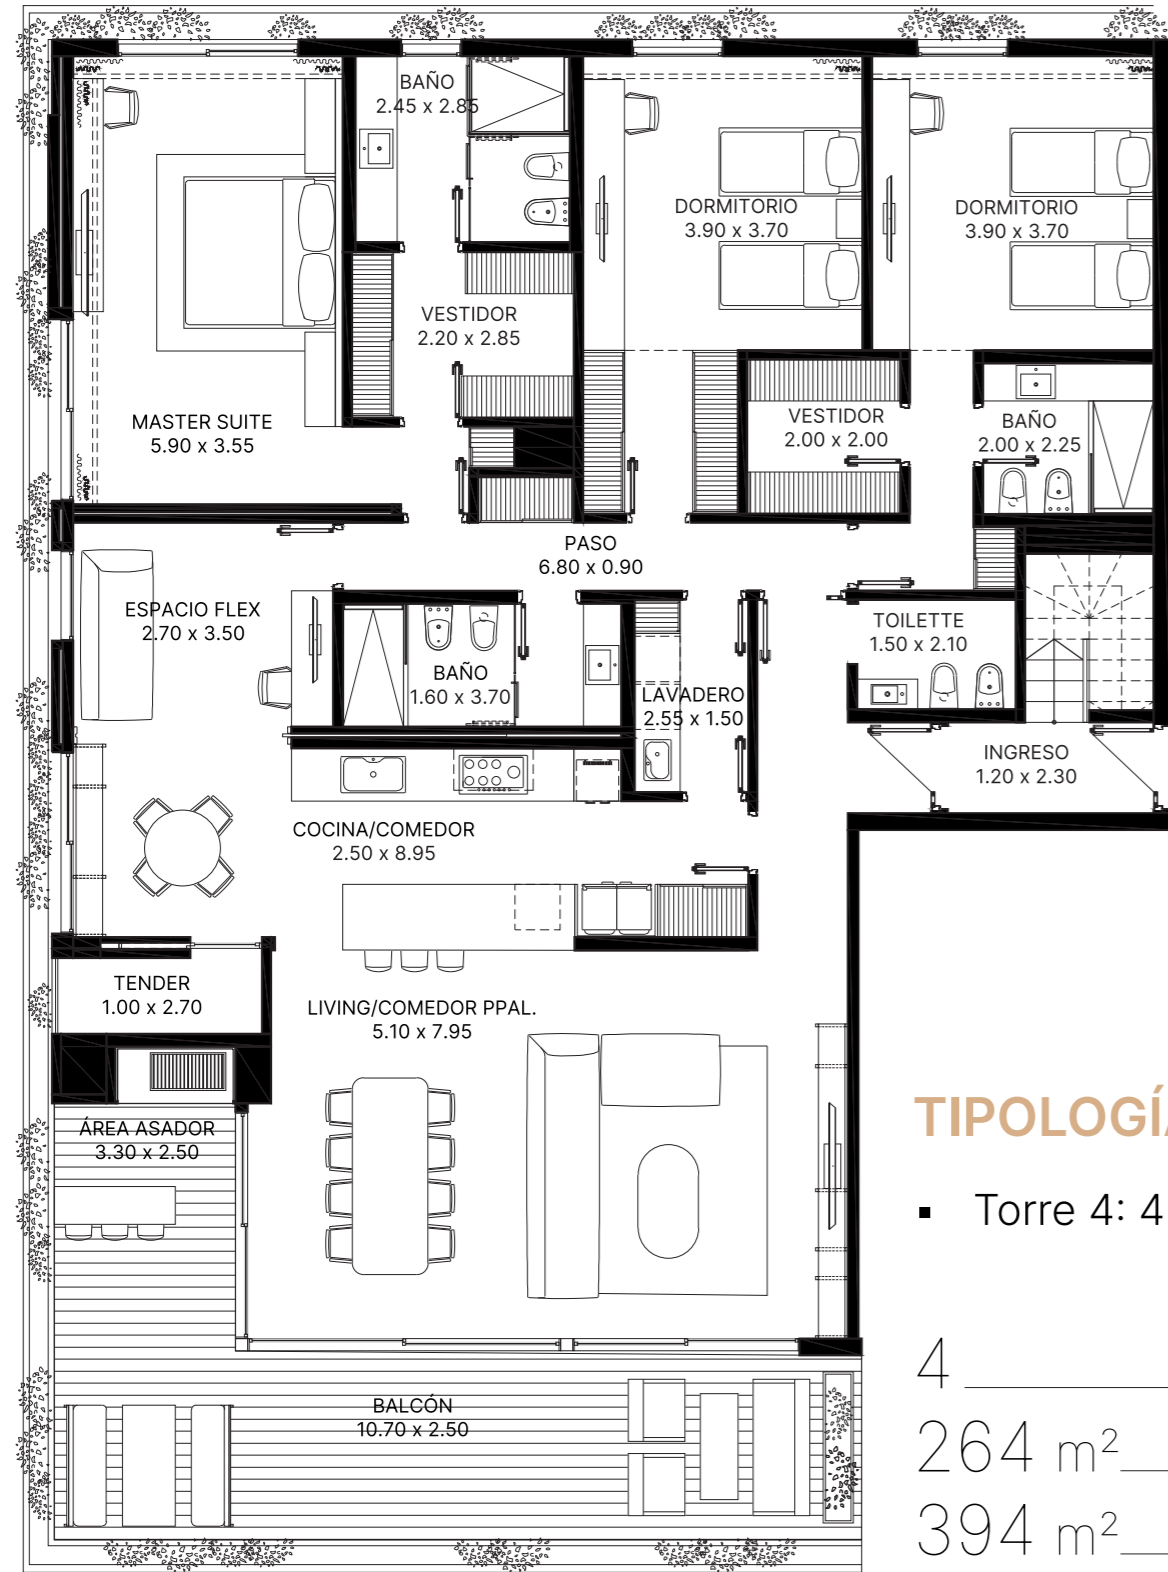 BAÑO
2.45 x 2.85
DORMITORIO
3.90 x 3.70
DORMITORIO
3.90 x 3.70
VESTIDOR
2.20 x 2.85
MASTER SUITE
5.90 x 3.55
VESTIDOR
2.00 x 2.00
BAÑO
2.00 x 2.25
PASO
6.80 x 0.90
ESPACIO FLEX
2.70 x 3.50
TOILETTE
1.50 x 2.10
BAÑO
1.60 x 3.70
LAVADERO
2.55 x 1.50
INGRESO
1.20 x 2.30
COCINA/COMEDOR
2.50 x 8.95
TENDER
1.00 x 2.70
LIVING/COMEDOR PPAL.
5.10 x 7.95
ÁREA ASADOR
3.30 x 2.50
BALCÓN
10.70 x 2.50
TIPOLOGÍA
▪ Torre 4: 4
4
264 m²
394 m²